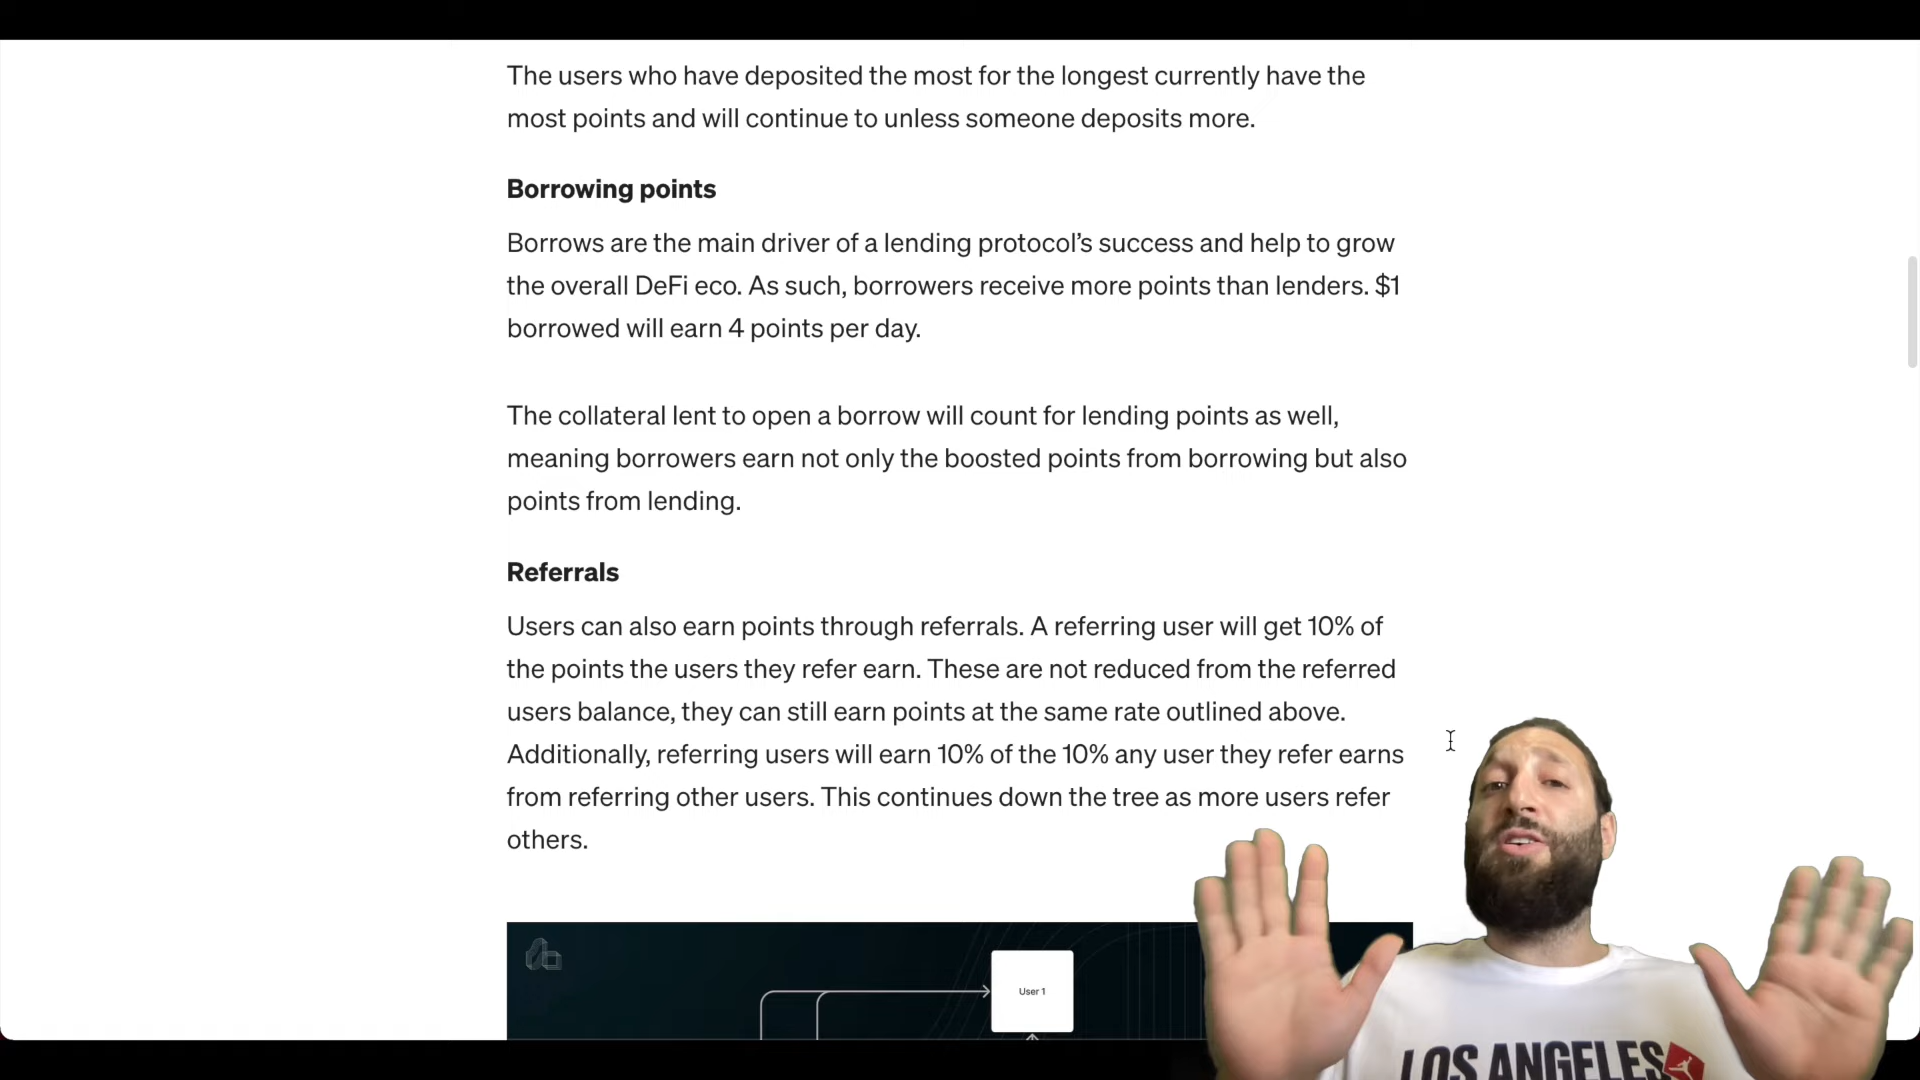 The users who have deposited the most for the longest currently have the
most points and will continue to unless someone deposits more.
Borrowing points
Borrows are the main driver of a lending protocol’s success and help to grow
the overall DeFi eco. As such, borrowers receive more points than lenders. $1
borrowed will earn 4 points per day.
The collateral lent to open a borrow will count for lending points as well,
meaning borrowers earn not only the boosted points from borrowing but also
points from lending.
Referrals
Users can also earn points through referrals. A referring user will get 10% of
the points the users they refer earn. These are not reduced from the referred
users balance, they can still earn points at the same rate outlined above.
Additionally, referring users will earn 10% of the 10% any user they refer earns
from referring other users. This continues down the tree as more users refer
others.
User 1
LOS ANGELES